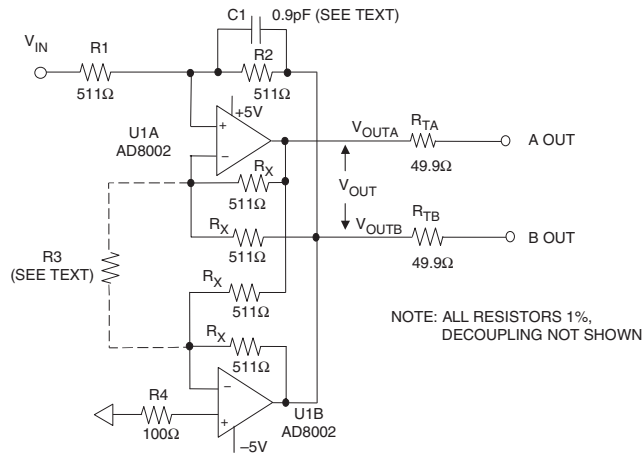 C1
0.9pF (SEE TEXT)
VIN
R1
R2
511Ω
511Ω
+5V
U1A
AD8002
+
−
VOUTA
RTA
A OUT
49.9Ω
RX
511Ω
VOUT
RX
511Ω
VOUTB
RTB
B OUT
49.9Ω
R3
(SEE TEXT)
RX
511Ω
RX
511Ω
NOTE: ALL RESISTORS 1%,
DECOUPLING NOT SHOWN
R4
100Ω
−
+
U1B
AD8002
–5V